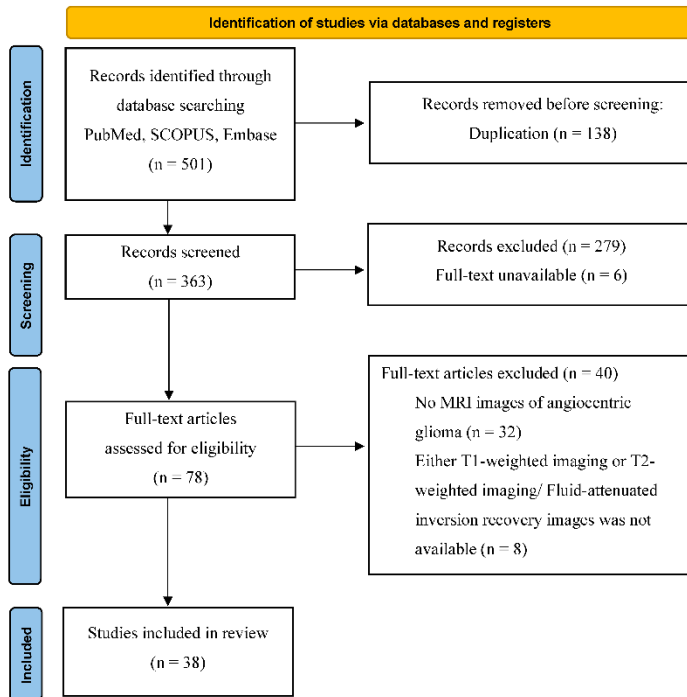 Identification of studies via databases and registers
Identification
Records identified through
database searching
PubMed, SCOPUS, Embase
(n = 501)
Records removed before screening:
Duplication (n = 138)
Screening
Records screened
(n = 363)
Records excluded (n = 279)
Full-text unavailable (n = 6)
Eligibility
Full-text articles
assessed for eligibility
(n = 78)
Full-text articles excluded (n = 40)
No MRI images of angiocentric
glioma (n = 32)
Either T1-weighted imaging or T2-
weighted imaging/ Fluid-attenuated
inversion recovery images was not
available (n = 8)
Included
Studies included in review
(n = 38)